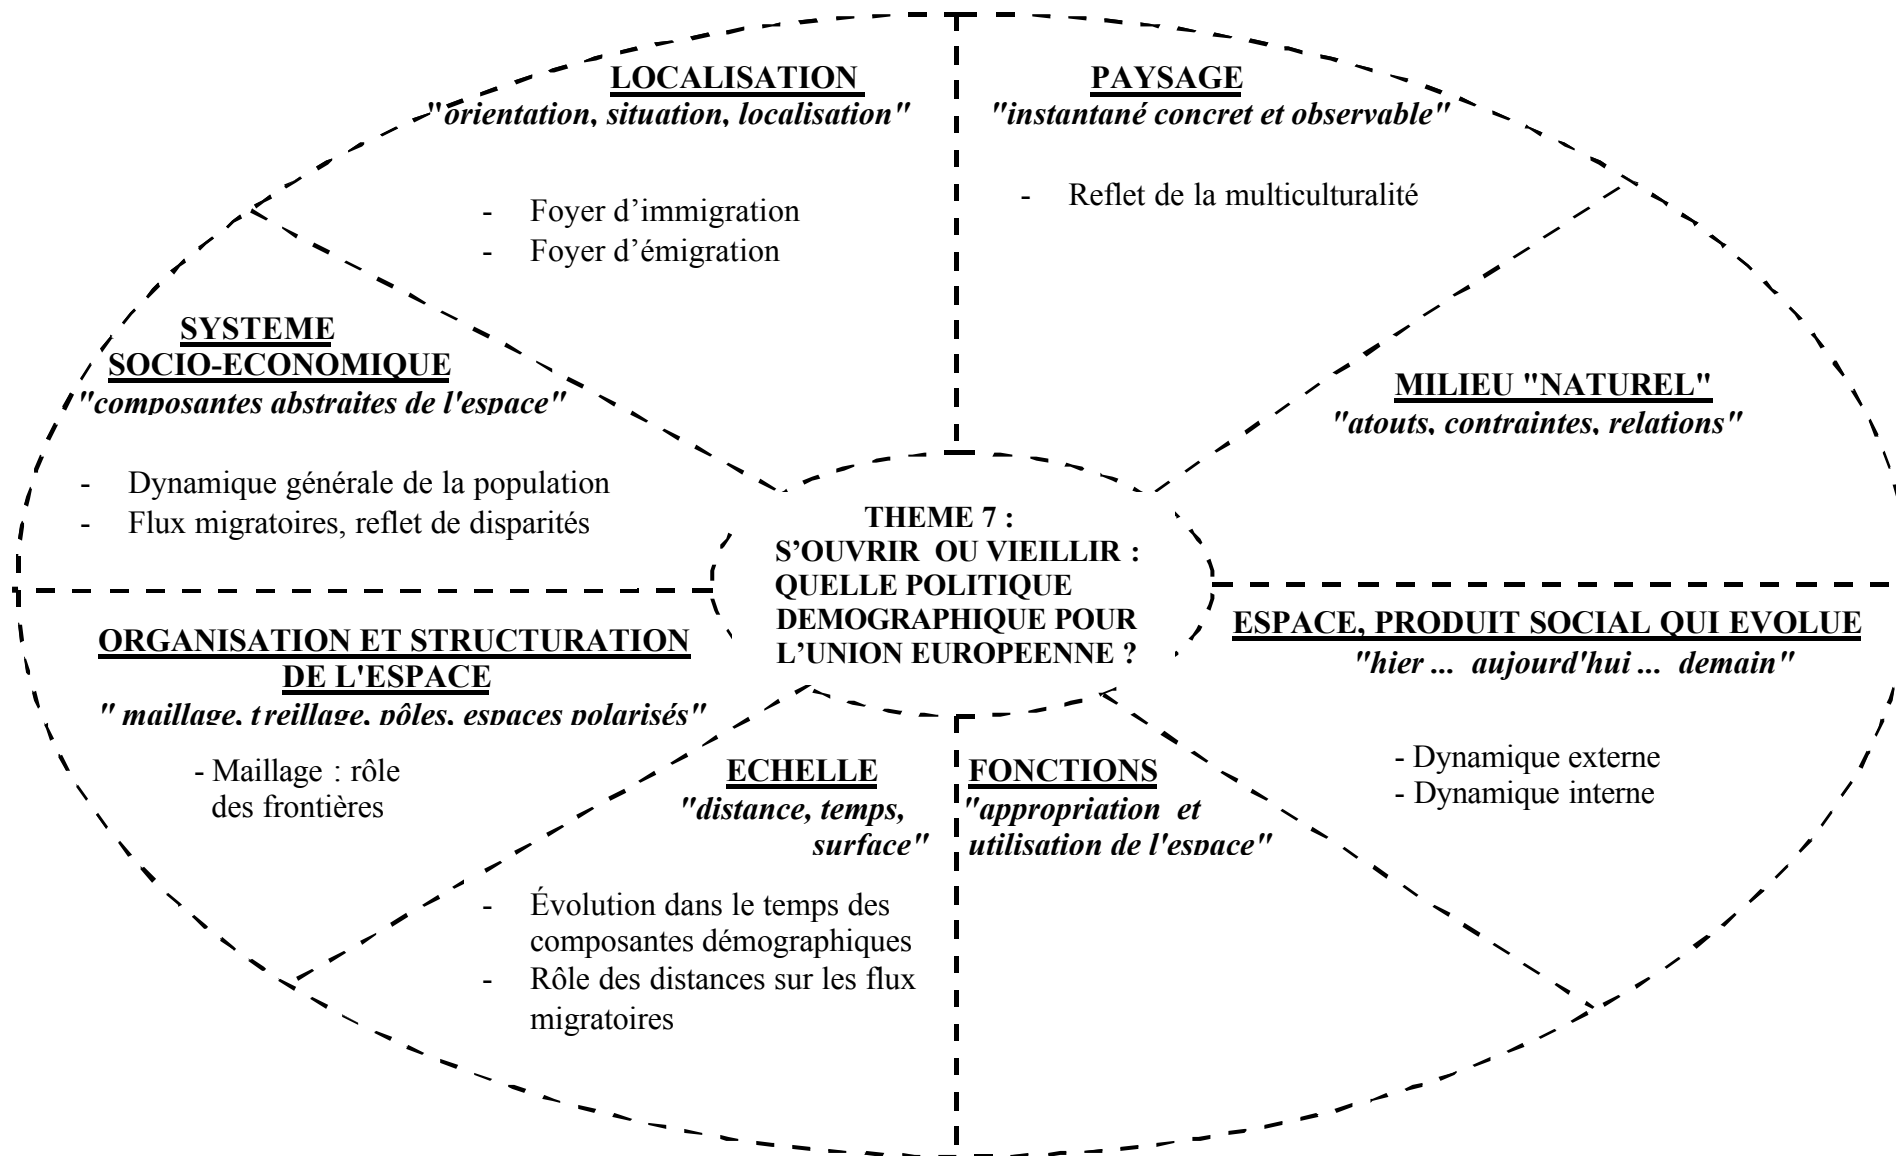 LOCALISATION
"orientation, situation, localisation"
- Foyer d’immigration
- Foyer d’émigration
PAYSAGE
"instantané concret et observable"
- Reflet de la multiculturalité
SYSTEME
SOCIO-ECONOMIQUE
"composantes abstraites de l'espace"
- Dynamique générale de la population
- Flux migratoires, reflet de disparités
MILIEU "NATUREL"
"atouts, contraintes, relations"
THEME 7 :
S’OUVRIR OU VIEILLIR :
QUELLE POLITIQUE
DEMOGRAPHIQUE POUR
L’UNION EUROPEENNE ?
ORGANISATION ET STRUCTURATION
DE L'ESPACE
" maillage, treillage, pôles, espaces polarisés"
- Maillage : rôle
des frontières
ESPACE, PRODUIT SOCIAL QUI EVOLUE
"hier ... aujourd'hui ... demain"
- Dynamique externe
- Dynamique interne
ECHELLE
"distance, temps,
surface"
- Évolution dans le temps des
composantes démographiques
- Rôle des distances sur les flux
migratoires
FONCTIONS
"appropriation et
utilisation de l'espace"